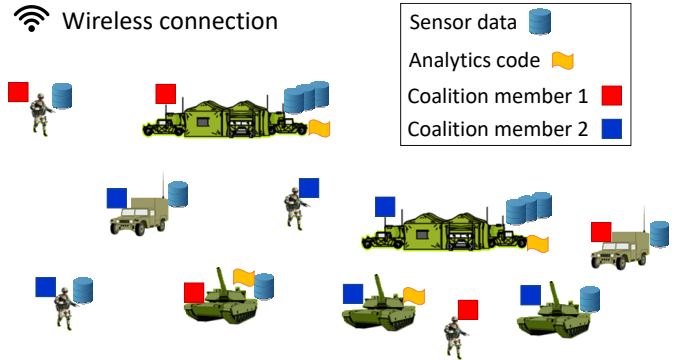 Wireless connection
Sensor data
Analytics code
Coalition member 1
Coalition member 2